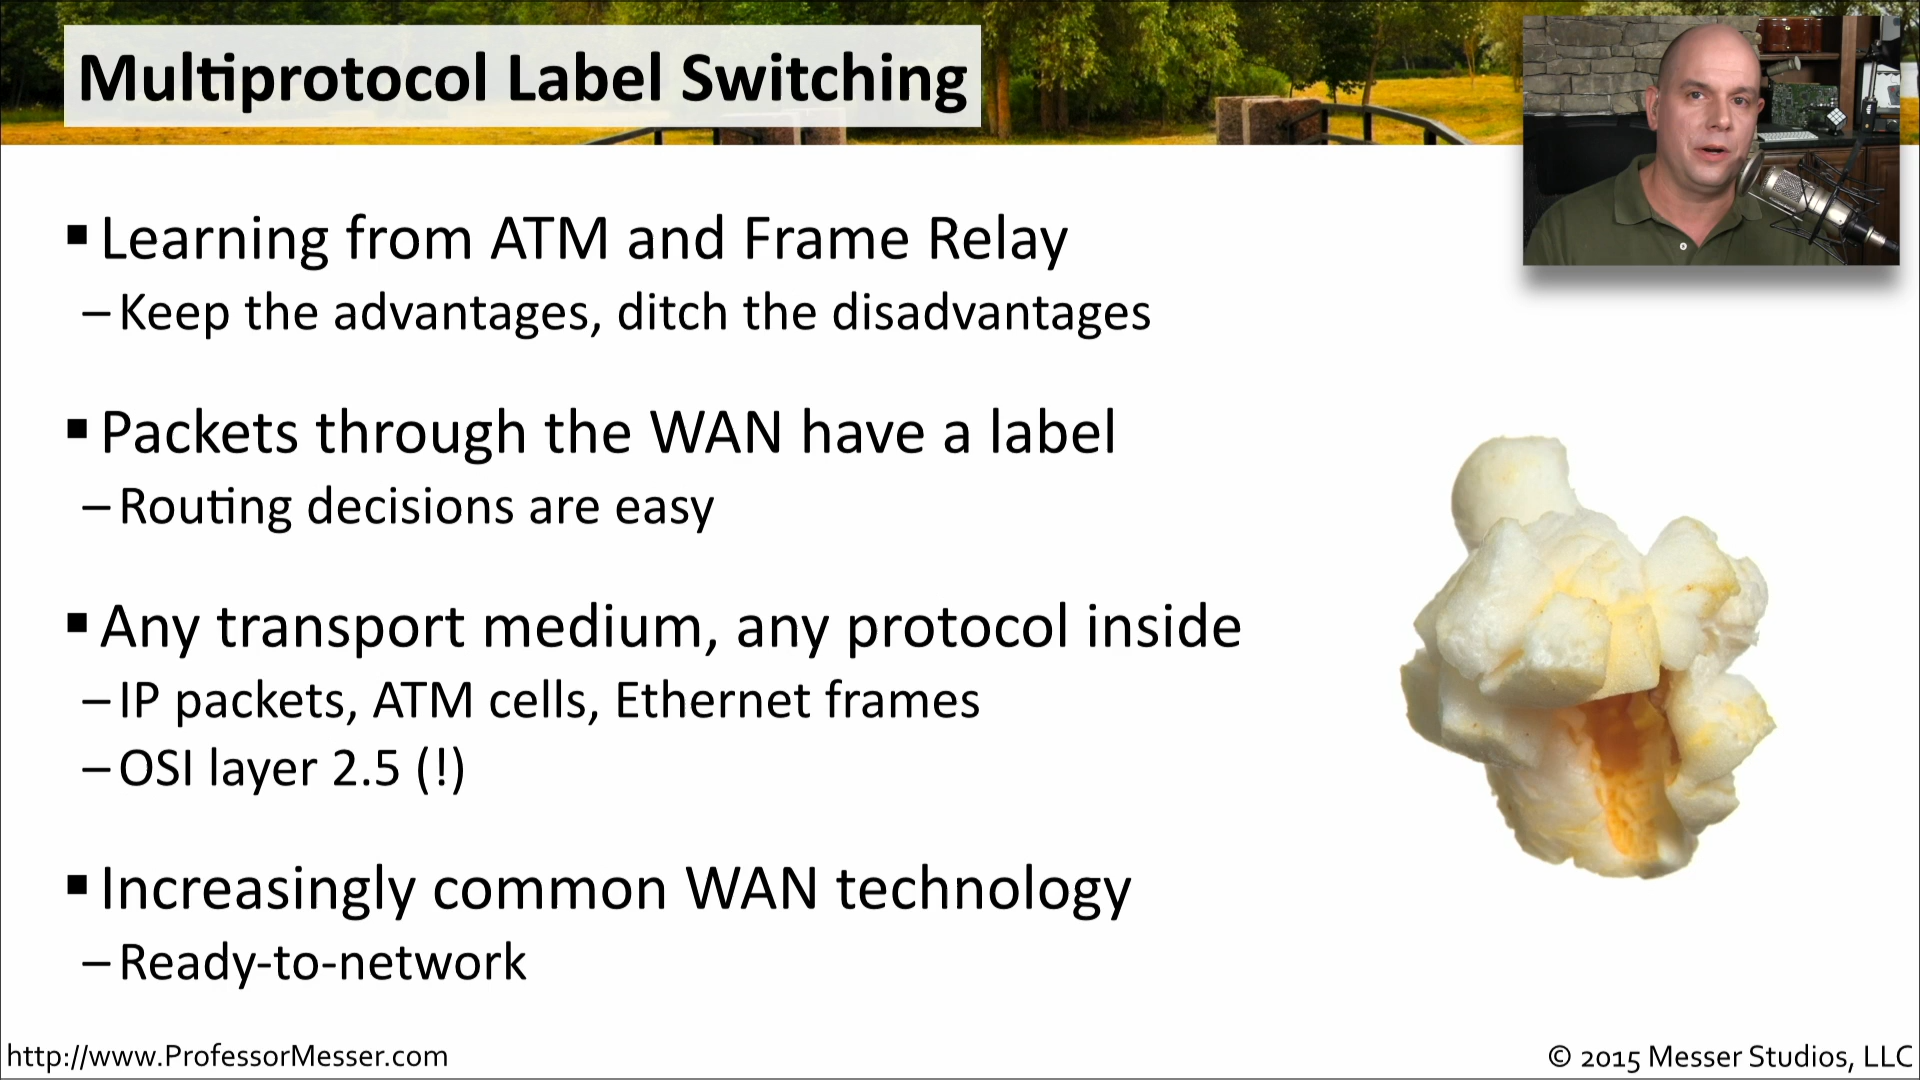 Multiprotocol Label Switching
▪ Learning from ATM and Frame Relay
– Keep the advantages, ditch the disadvantages
▪ Packets through the WAN have a label
– Routing decisions are easy
▪ Any transport medium, any protocol inside
– IP packets, ATM cells, Ethernet frames
– OSI layer 2.5 (!)
▪ Increasingly common WAN technology
– Ready-to-network
http://www.ProfessorMesser.com
© 2015 Messer Studios, LLC